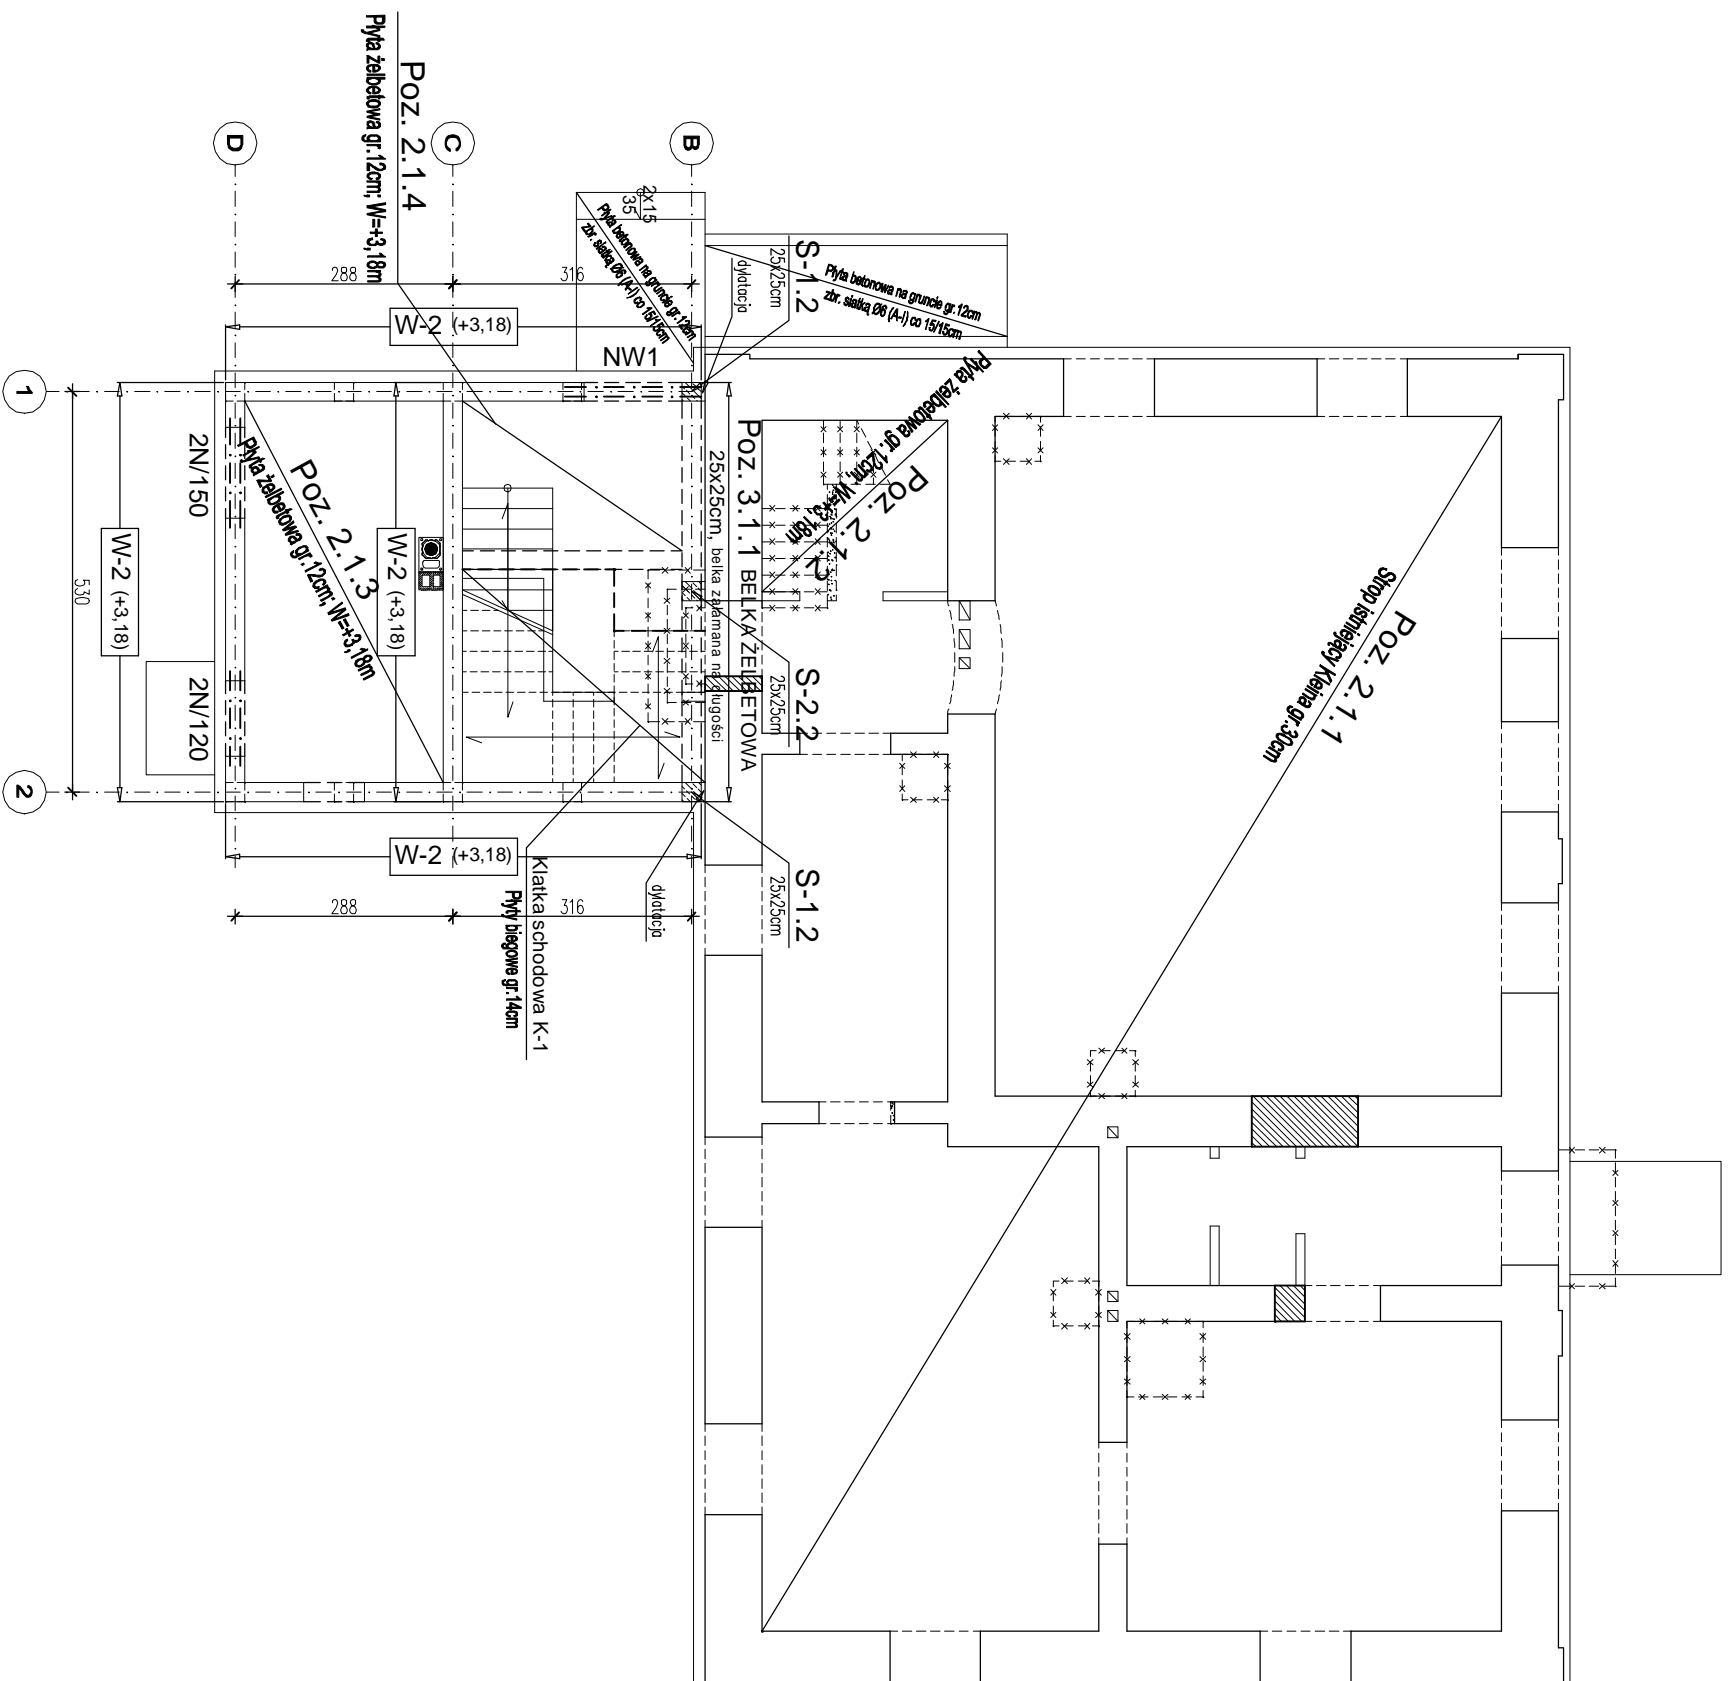 Poz. 2.1.4
Płyta żelbetowa gr.12cm; W=+3,18m
D
C
B
1
2
2x15
35
Płyta betonowa na gruncie gr.12cm
zbr. siatką Ø6 (A-I) co 15/15cm
S-1.2
25x25cm
dylatacja
Płyta betonowa na gruncie gr.12cm
zbr. siatką Ø6 (A-I) co 15/15cm
288
316
W-2 (+3,18)
NW1
Poz. 3.1.1 BELKA ŻELBETOWA
25x25cm, belka załamana na długości
Płyta żelbetowa gr.12cm; W=+3,18m
Poz. 2.1.2
Poz. 2.1.1
Strop istniejący Kleina gr.30cm
2N/150
Poz. 2.1.3
Płyta żelbetowa gr.12cm; W=+3,18m
W-2 (+3,18)
W-2 (+3,18)
530
2N/120
S-2.2
25x25cm
W-2 (+3,18)
288
316
Klatka schodowa K-1
Płyty biegowe gr.14cm
dylatacja
S-1.2
25x25cm